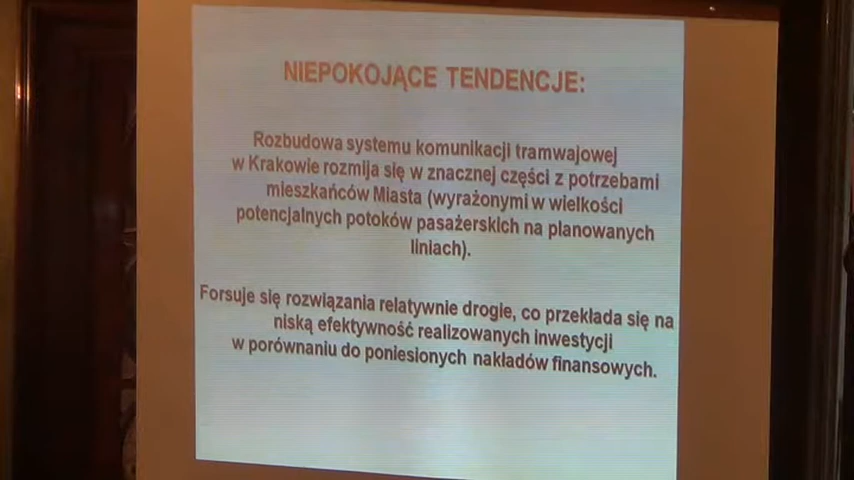 NIEPOKOJĄCE TENDENCJE:
Rozbudowa systemu komunikacji tramwajowej
w Krakowie rozmija się w znacznej części z potrzebami
mieszkańców Miasta (wyrażonymi w wielkości
potencjalnych potoków pasażerskich na planowanych
liniach).
Forsuje się rozwiązania relatywnie drogie, co przekłada się na
niską efektywność realizowanych inwestycji
w porównaniu do poniesionych nakładów finansowych.